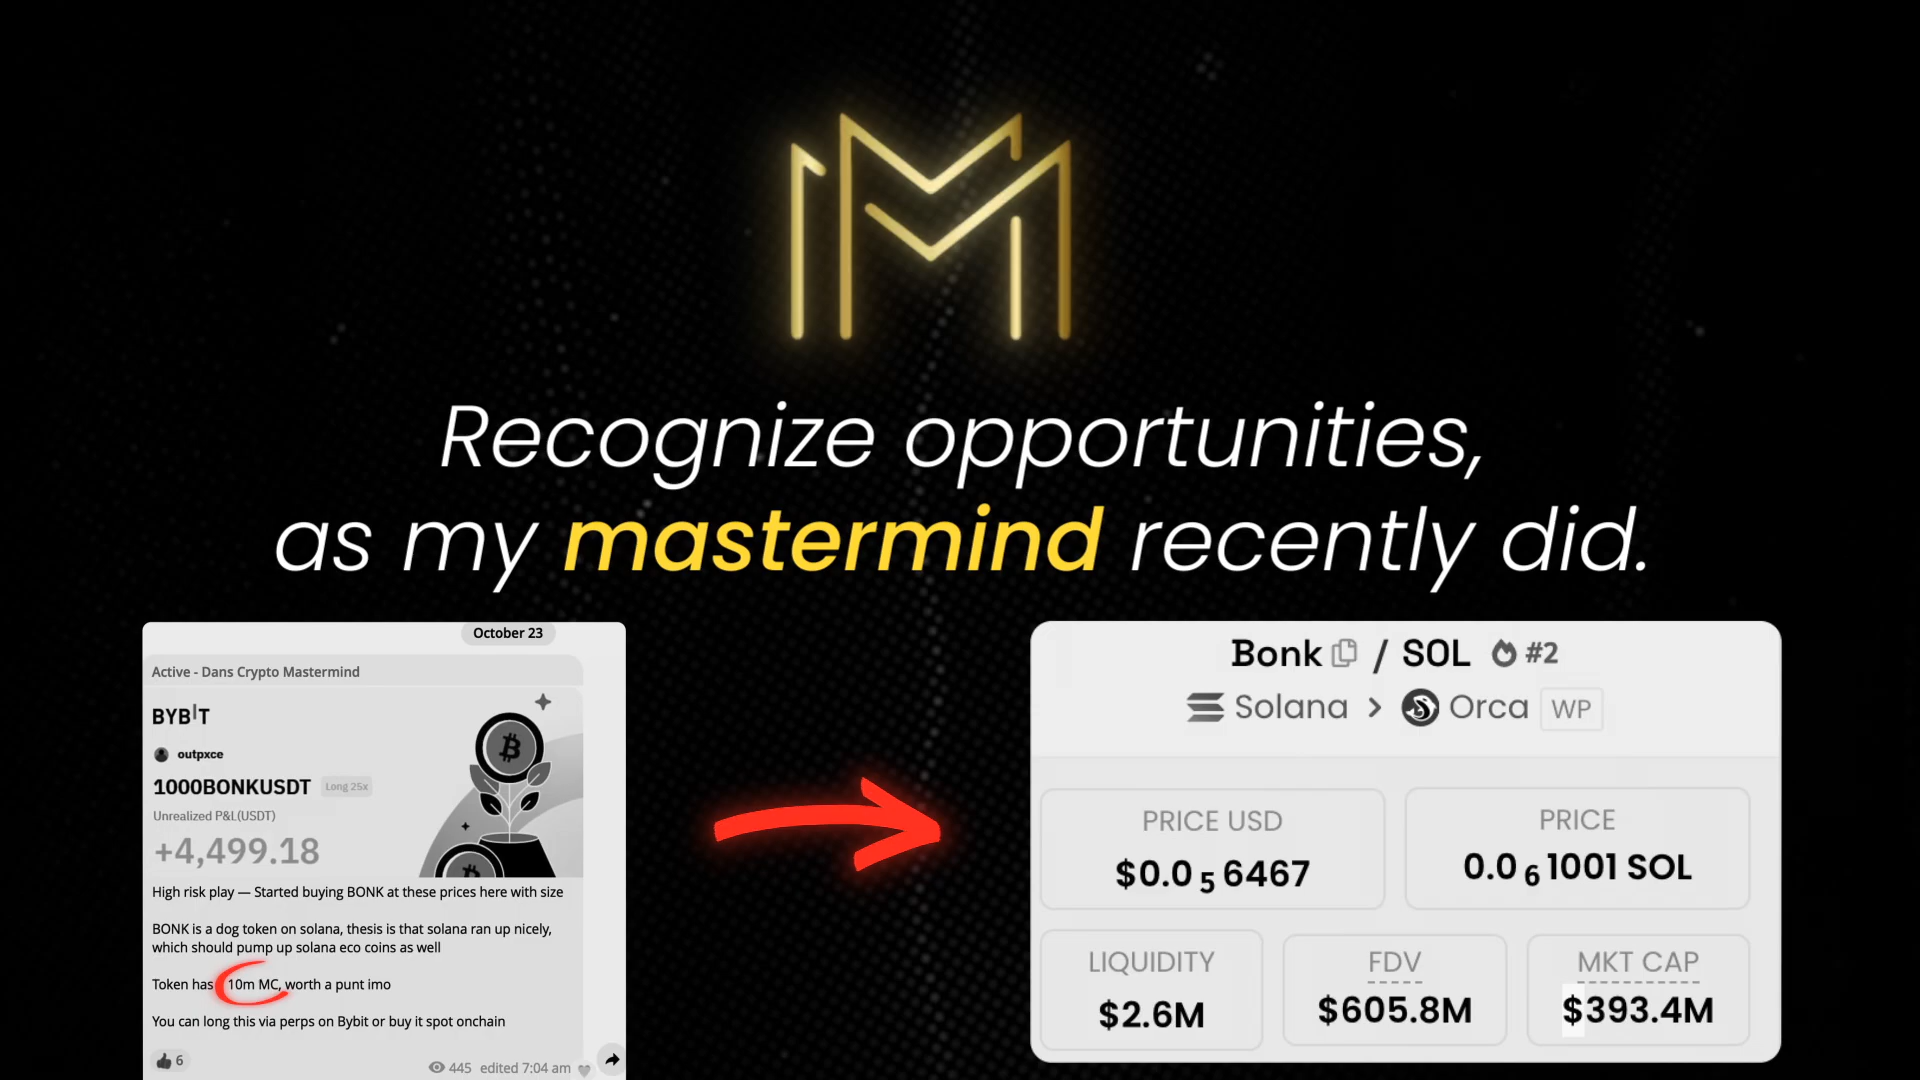 Recognize opportunities,
as my mastermind recently did.
October 23
Active - Dans Crypto Mastermind
BYBIT
outpxce
1000BONKUSDT Long 25x
Unrealized P&L(USDT)
+4,499.18
High risk play — Started buying BONK at these prices here with size
BONK is a dog token on solana, thesis is that solana ran up nicely,
which should pump up solana eco coins as well
Token has 10m MC, worth a punt imo
You can long this via perps on Bybit or buy it spot onchain
6
445 edited 7:04 am
Bonk / SOL #2
Solana > Orca WP
PRICE USD
$0.0 5 6467
PRICE
0.0 6 1001 SOL
LIQUIDITY
$2.6M
FDV
$605.8M
MKT CAP
$393.4M